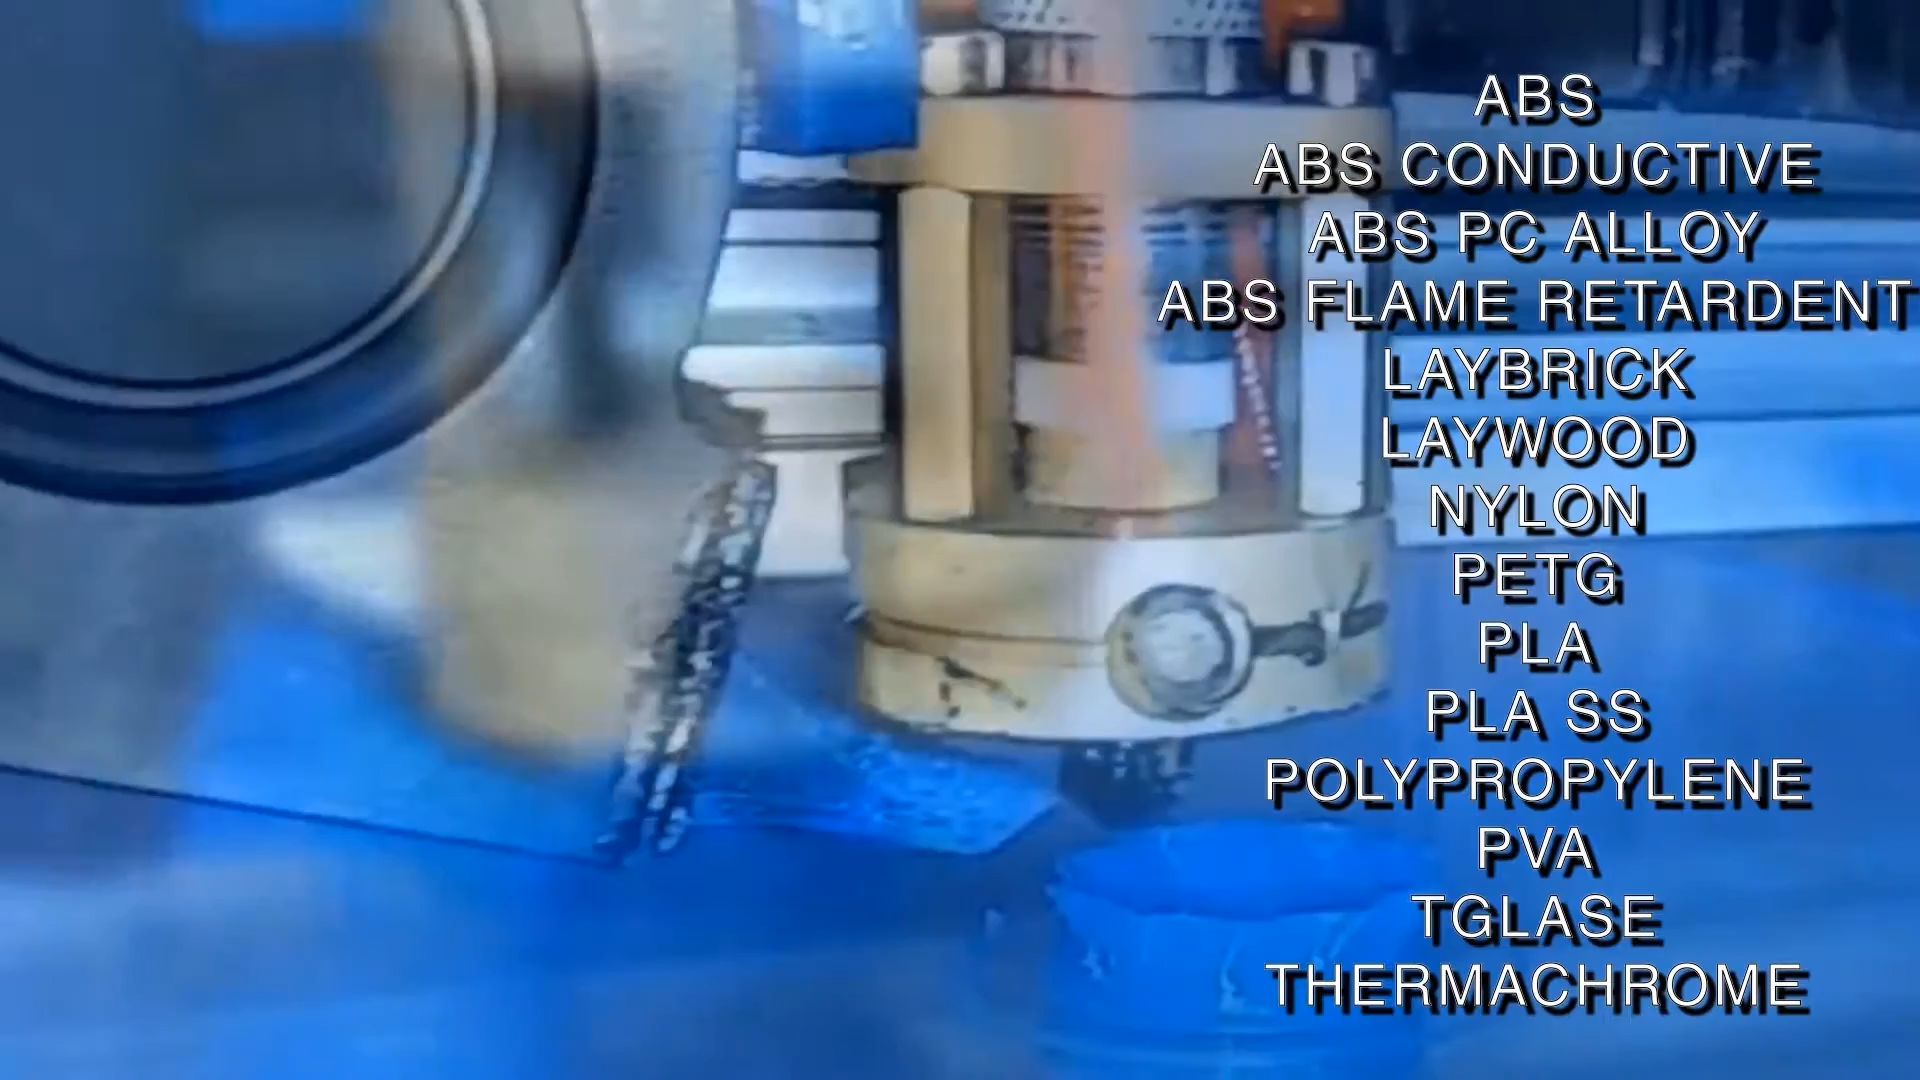 ABS
ABS CONDUCTIVE
ABS PC ALLOY
ABS FLAME RETARDENT
LAYBRICK
LAYWOOD
NYLON
PETG
PLA
PLA SS
POLYPROPYLENE
PVA
TGLASE
THERMACHROME